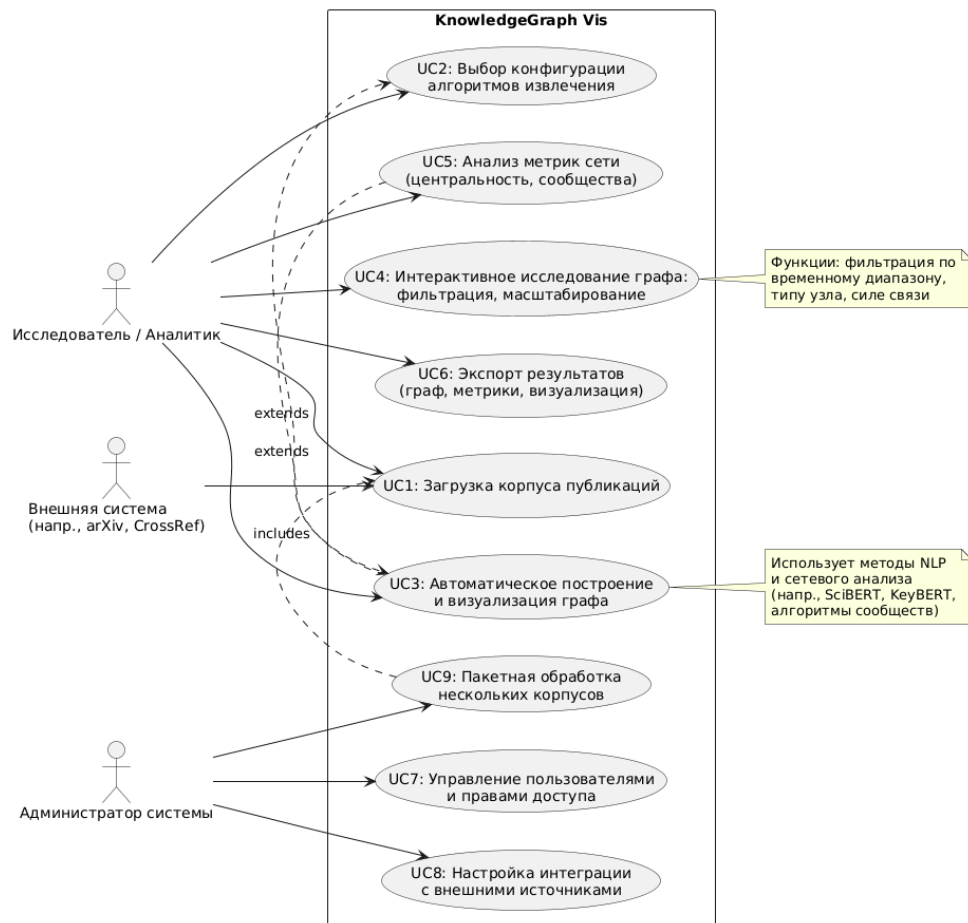 KnowledgeGraph Vis
UC2: Выбор конфигурации
алгоритмов извлечения
UC5: Анализ метрик сети
(центральность, сообщества)
UC4: Интерактивное исследование графа:
фильтрация, масштабирование
Функции: фильтрация по
временному диапазону,
типу узла, силе связи
Исследователь / Аналитик
UC6: Экспорт результатов
(граф, метрики, визуализация)
extends
extends
UC1: Загрузка корпуса публикаций
Внешняя система
(напр., arXiv, CrossRef)
includes
UC3: Автоматическое построение
и визуализация графа
Использует методы NLP
и сетевого анализа
(напр., SciBERT, KeyBERT,
алгоритмы сообществ)
UC9: Пакетная обработка
нескольких корпусов
Администратор системы
UC7: Управление пользователями
и правами доступа
UC8: Настройка интеграции
с внешними источниками